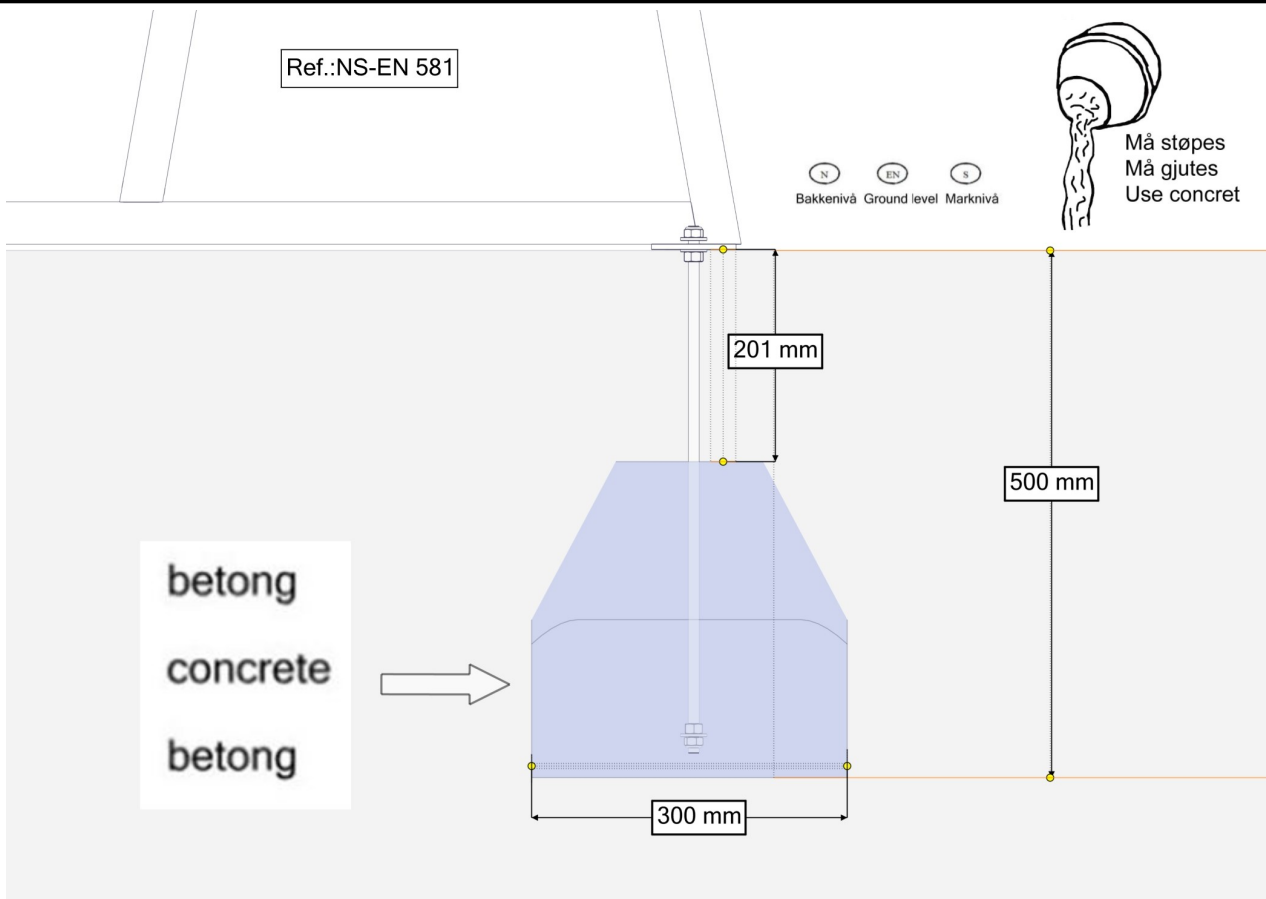 Ref.:NS-EN 581
Må støpes
Må gjutes
Use concret
N EN S
Bakkenivå Ground level Marknivå
201 mm
500 mm
betong
concrete
betong
300 mm